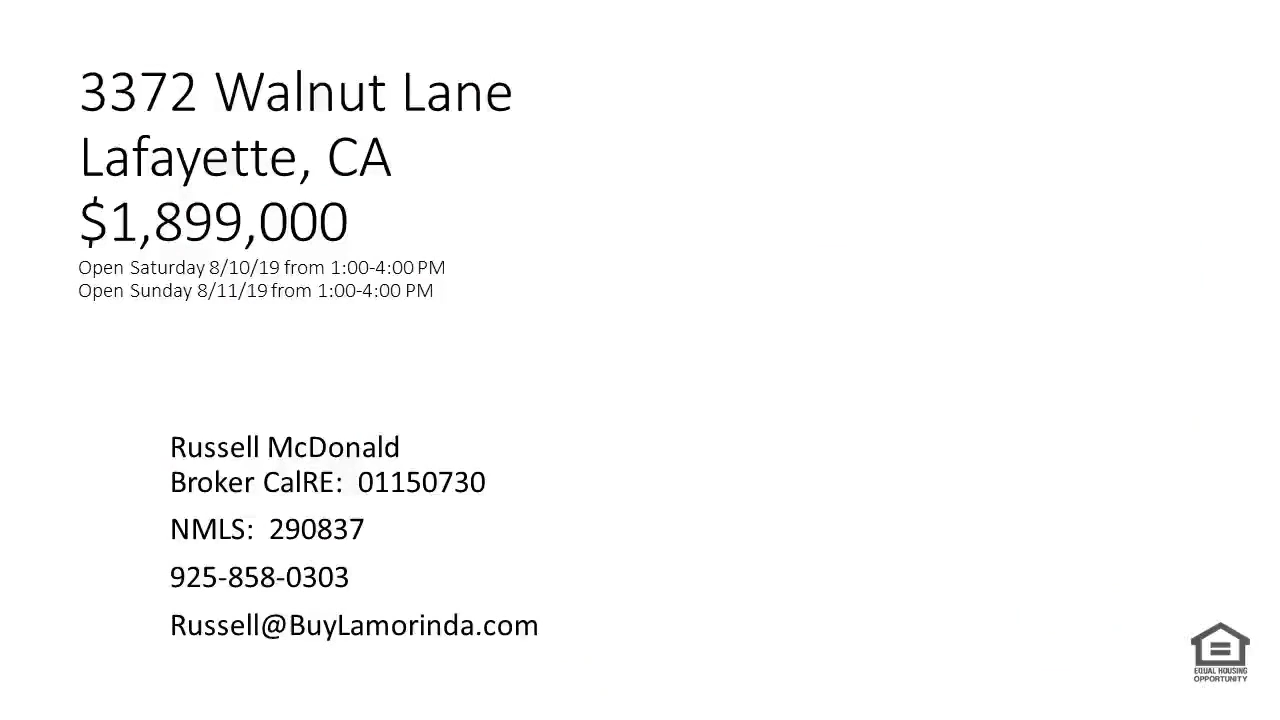 3372 Walnut Lane
Lafayette, CA
$1,899,000
Open Saturday 8/10/19 from 1:00-4:00 PM
Open Sunday 8/11/19 from 1:00-4:00 PM
Russell McDonald
Broker CalRE:  01150730
NMLS:  290837
925-858-0303
Russell@BuyLamorinda.com
EQUAL HOUSING
OPPORTUNITY